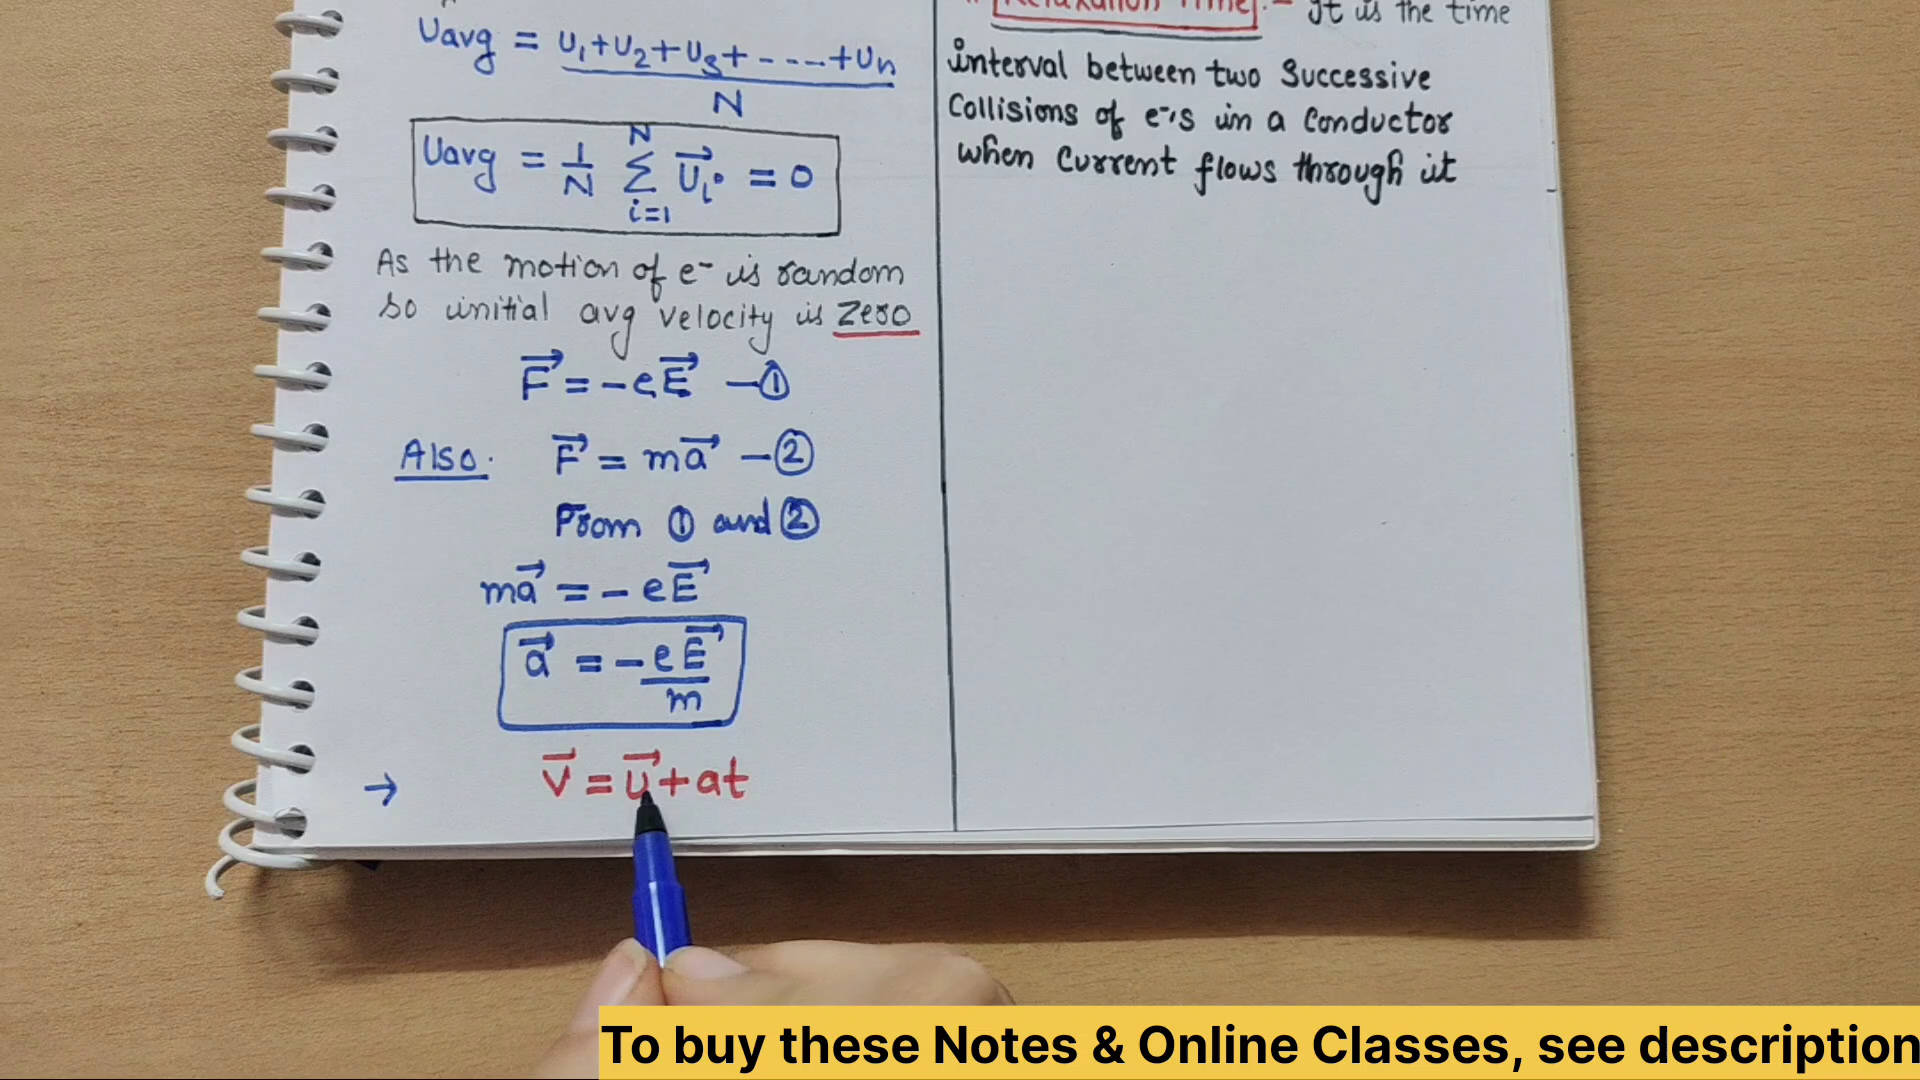 Uavg = U₁+U₂+U₃+----+Un
N
Uavg = 1/N Σ U⃗i = 0
N
i=1
As the motion of e⁻ is random
so initial avg velocity is Zero
F⃗ = -eE⃗ -①
Also. F⃗ = ma⃗ -②
From ① and ②
ma⃗ = - eE⃗
a⃗ = -eE⃗
m
→ V⃗ = U⃗+at
Relaxation Time :- It is the time
interval between two Successive
Collisions of e⁻'s in a Conductor
when Current flows through it
To buy these Notes & Online Classes, see description